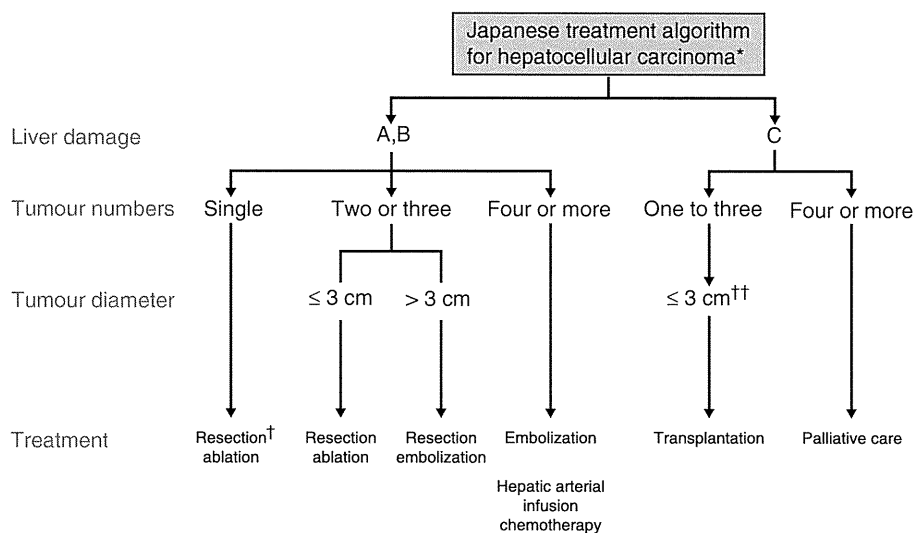 Japanese treatment algorithm
for hepatocellular carcinoma*
Liver damage
A,B
C
Tumour numbers
Single
Two or three
Four or more
One to three
Four or more
Tumour diameter
≤ 3 cm
> 3 cm
≤ 3 cm††
Treatment
Resection†
ablation
Resection
ablation
Resection
embolization
Embolization
Hepatic arterial
infusion
chemotherapy
Transplantation
Palliative care